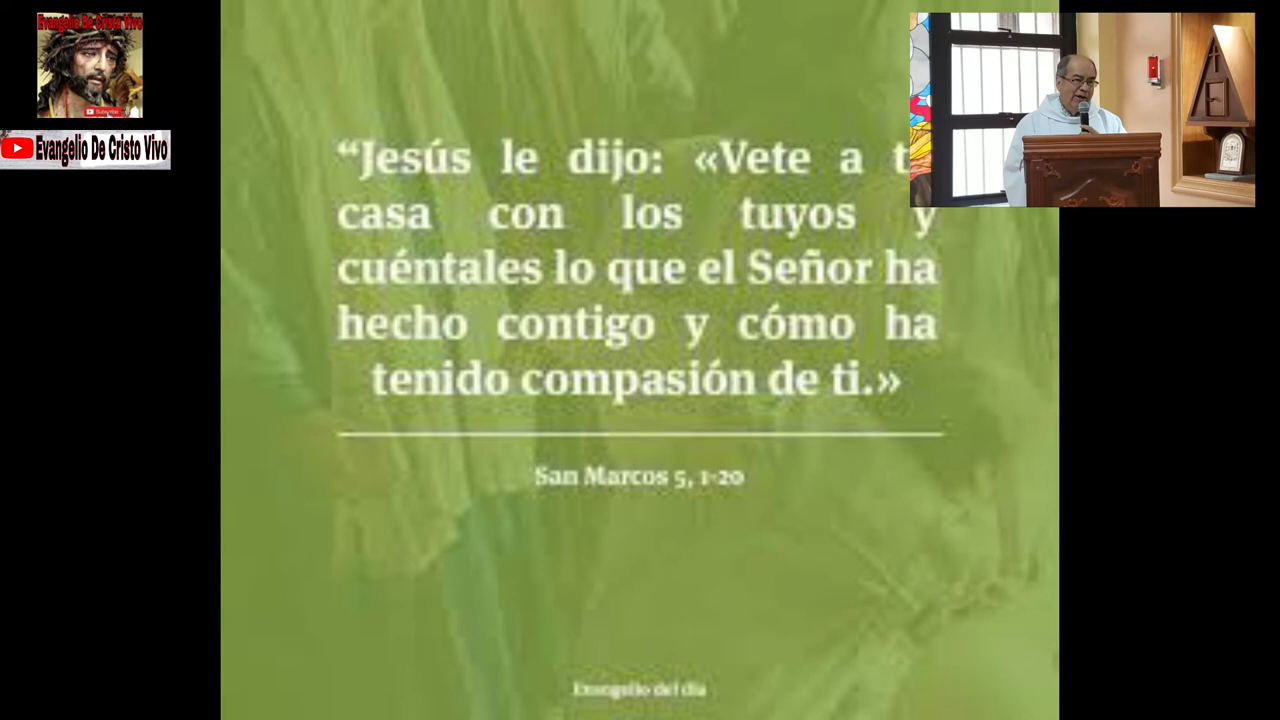 Evangelio De Cristo Vivo
Subscribe
Evangelio De Cristo Vivo
“Jesús le dijo: «Vete a t
casa con los tuyos y
cuéntales lo que el Señor ha
hecho contigo y cómo ha
tenido compasión de ti.»
San Marcos 5, 1-20
Evangelio del día